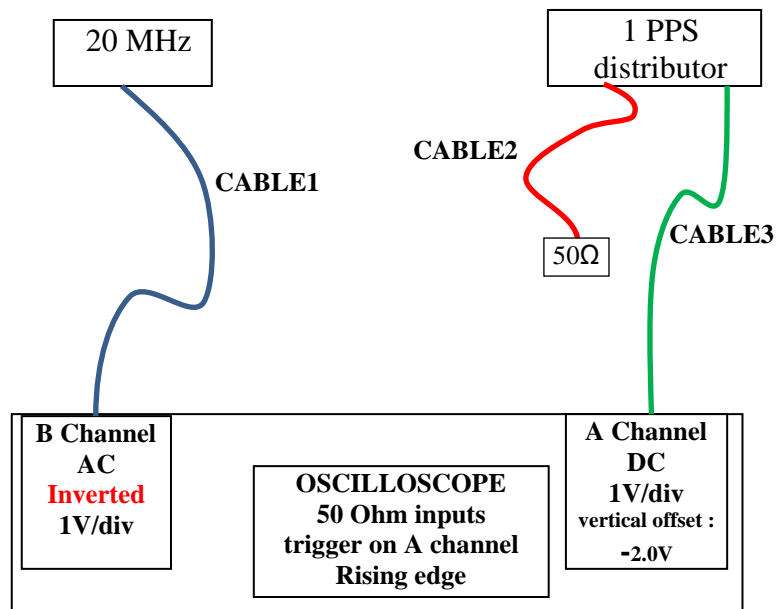 20 MHz
1 PPS
distributor
CABLE2
CABLE1
CABLE3
50Ω
B Channel
AC
Inverted
1V/div
OSCILLOSCOPE
50 Ohm inputs
trigger on A channel
Rising edge
A Channel
DC
1V/div
vertical offset :
-2.0V